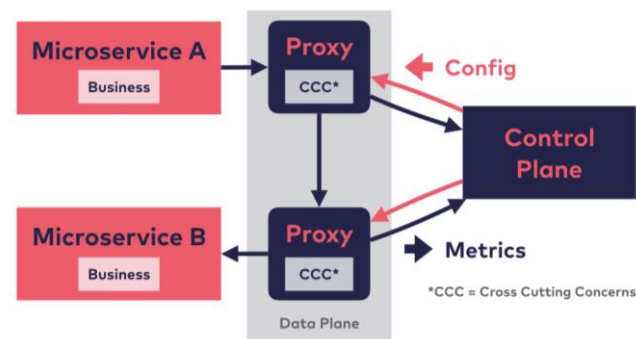 Microservice A
Business
Proxy
CCC*
Config
Control
Plane
Microservice B
Business
Proxy
CCC*
Metrics
*CCC = Cross Cutting Concerns
Data Plane